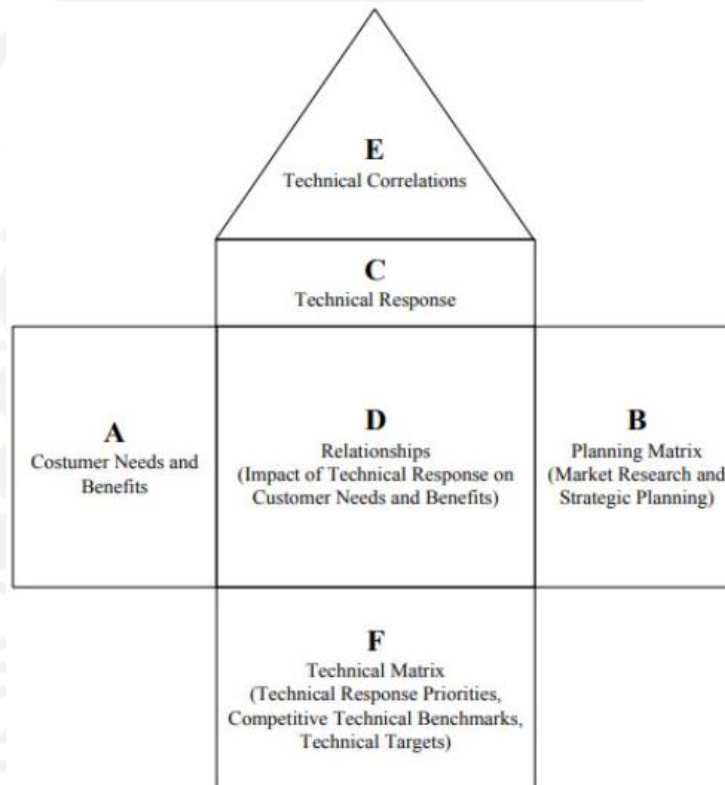 E
Technical Correlations
C
Technical Response
A
Costumer Needs and
Benefits
D
Relationships
(Impact of Technical Response on
Customer Needs and Benefits)
B
Planning Matrix
(Market Research and
Strategic Planning)
F
Technical Matrix
(Technical Response Priorities,
Competitive Technical Benchmarks,
Technical Targets)